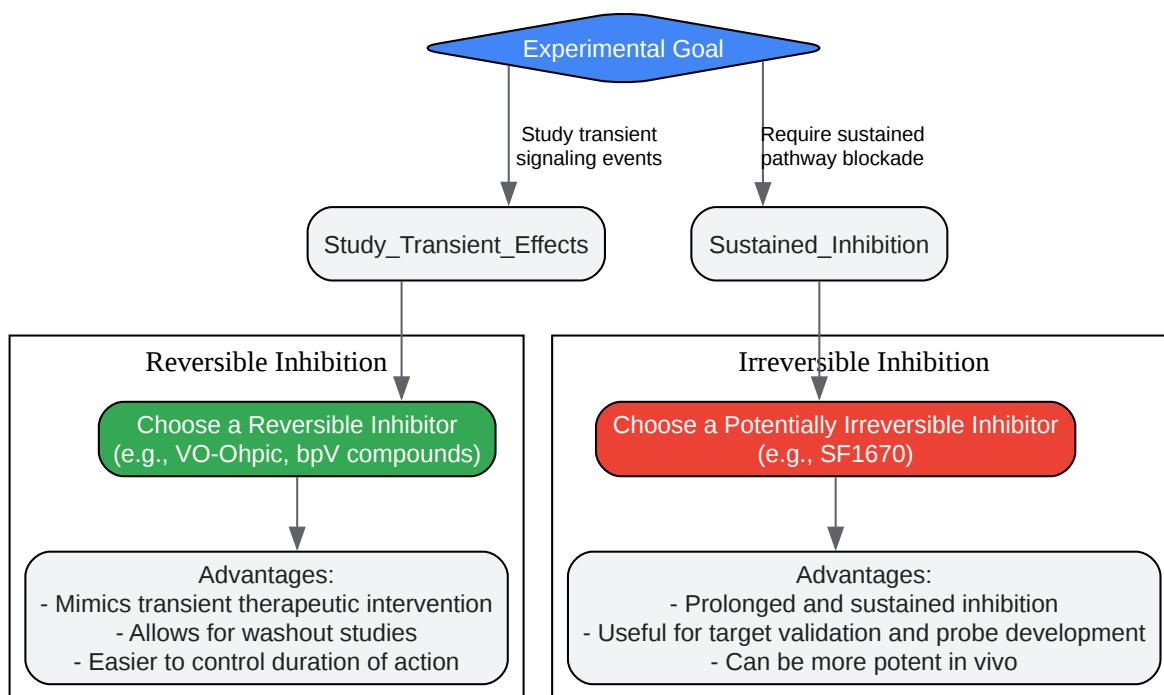 Experimental Goal
Study transient
signaling events
Require sustained
pathway blockade
Study_Transient_Effects
Sustained_Inhibition
Reversible Inhibition
Choose a Reversible Inhibitor
(e.g., VO-Ohpic, bpV compounds)
Advantages:
- Mimics transient therapeutic intervention
- Allows for washout studies
- Easier to control duration of action
Irreversible Inhibition
Choose a Potentially Irreversible Inhibitor
(e.g., SF1670)
Advantages:
- Prolonged and sustained inhibition
- Useful for target validation and probe development
- Can be more potent in vivo